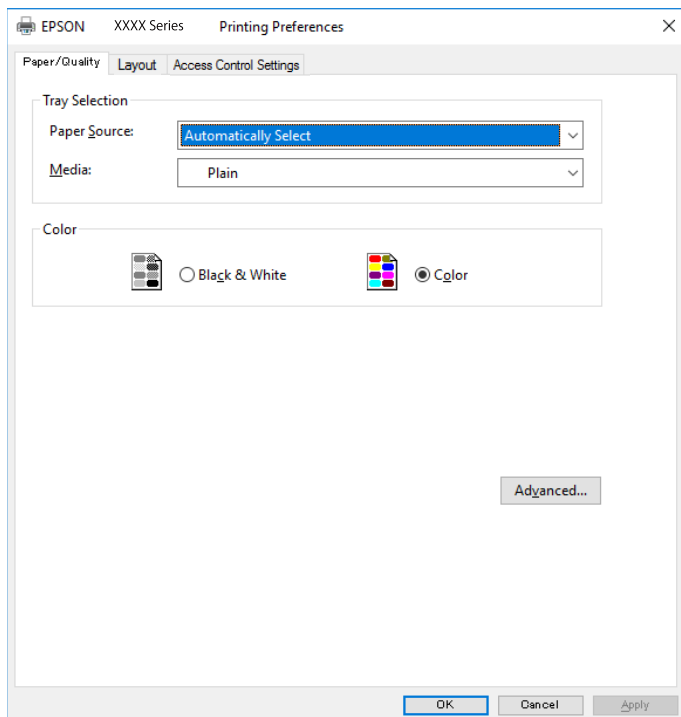 EPSON XXXX Series Printing Preferences
Paper/Quality Layout Access Control Settings
Tray Selection
Paper Source: Automatically Select
Media: Plain
Color
Black & White Color
Advanced...
OK Cancel Apply